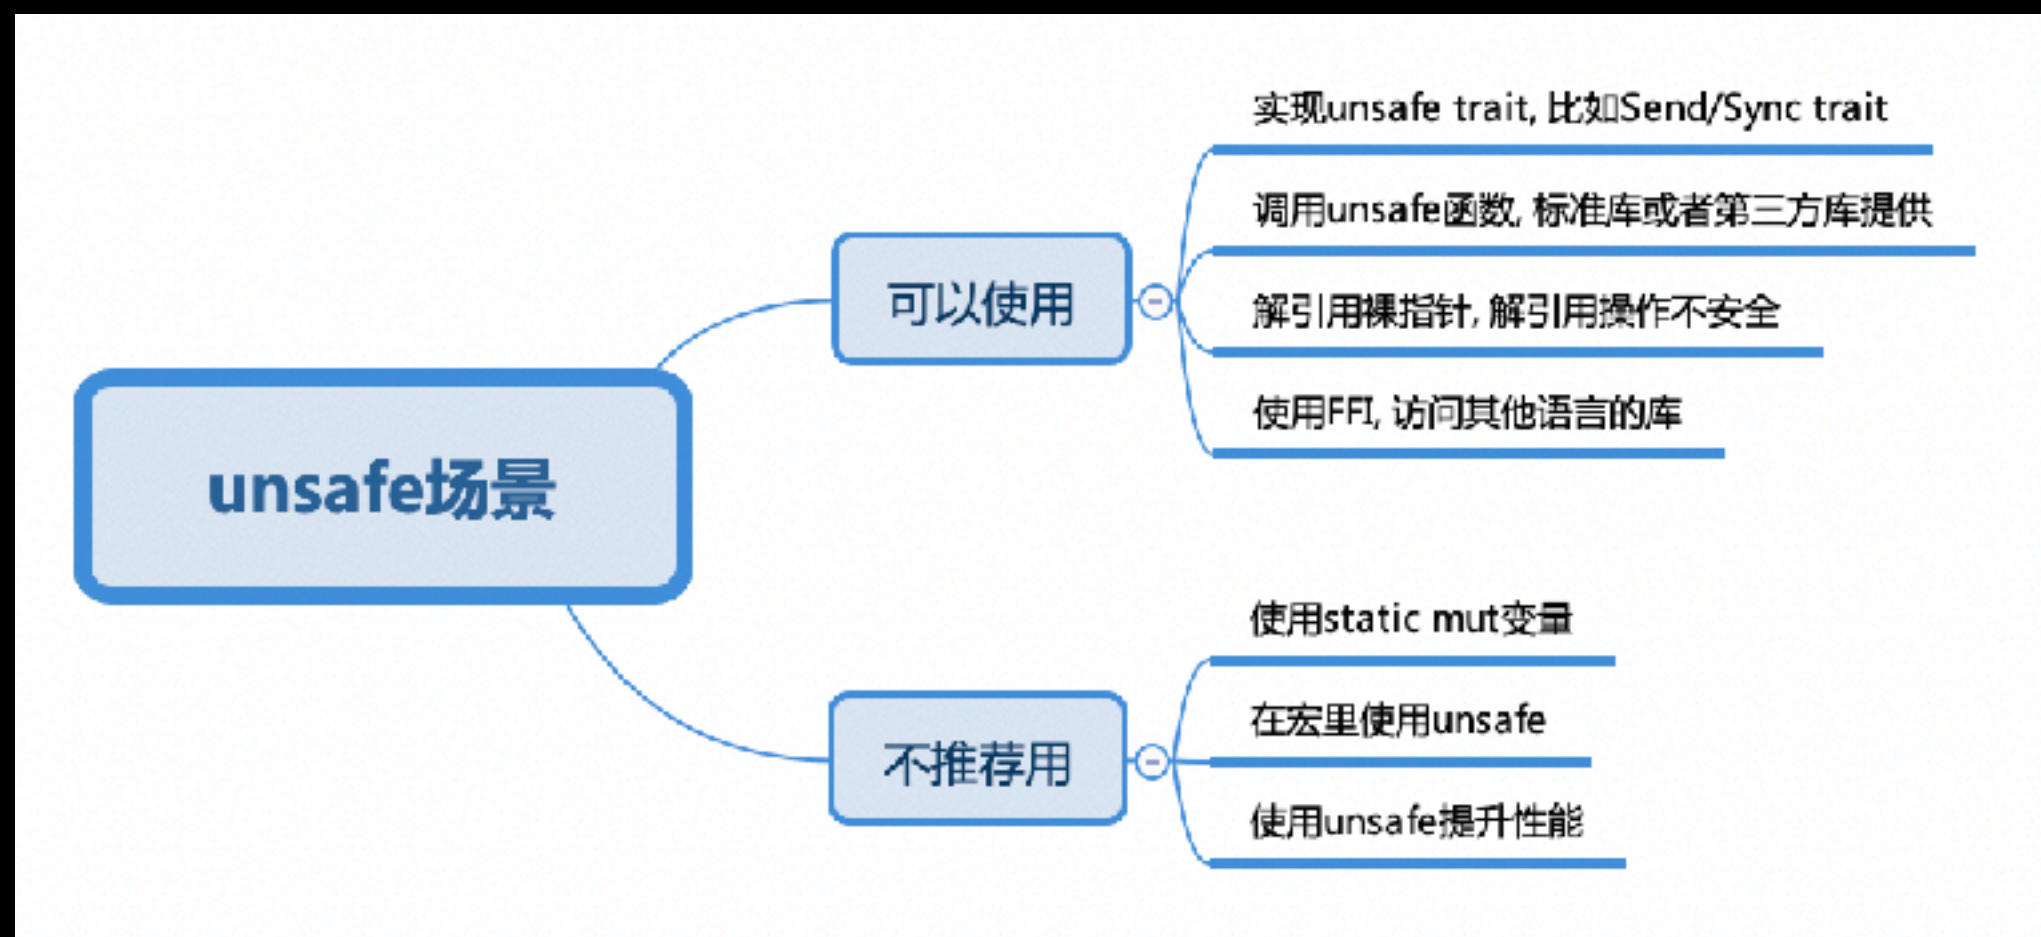 unsafe场景
可以使用
实现unsafe trait, 比如Send/Sync trait
调用unsafe函数, 标准库或者第三方库提供
解引用裸指针, 解引用操作不安全
使用FFI, 访问其他语言的库
不推荐用
使用static mut变量
在宏里使用unsafe
使用unsafe提升性能